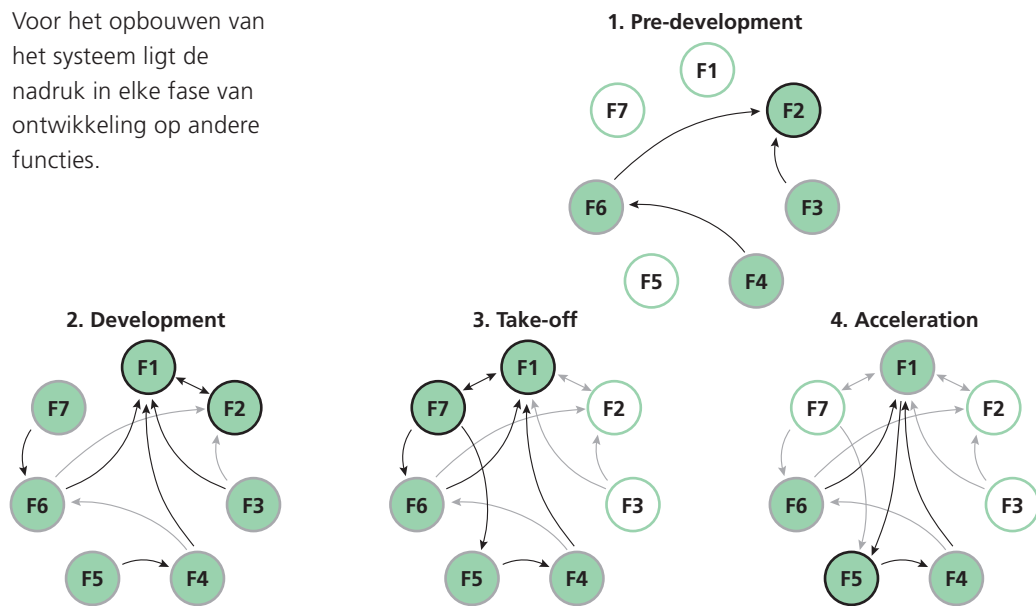 Voor het opbouwen van
het systeem ligt de
nadruk in elke fase van
ontwikkeling op andere
functies.
1. Pre-development
F1
F7
F2
F6
F3
F5
F4
2. Development
F1
F7
F2
F6
F3
F5
F4
3. Take-off
F1
F7
F2
F6
F3
F5
F4
4. Acceleration
F1
F7
F2
F6
F3
F5
F4